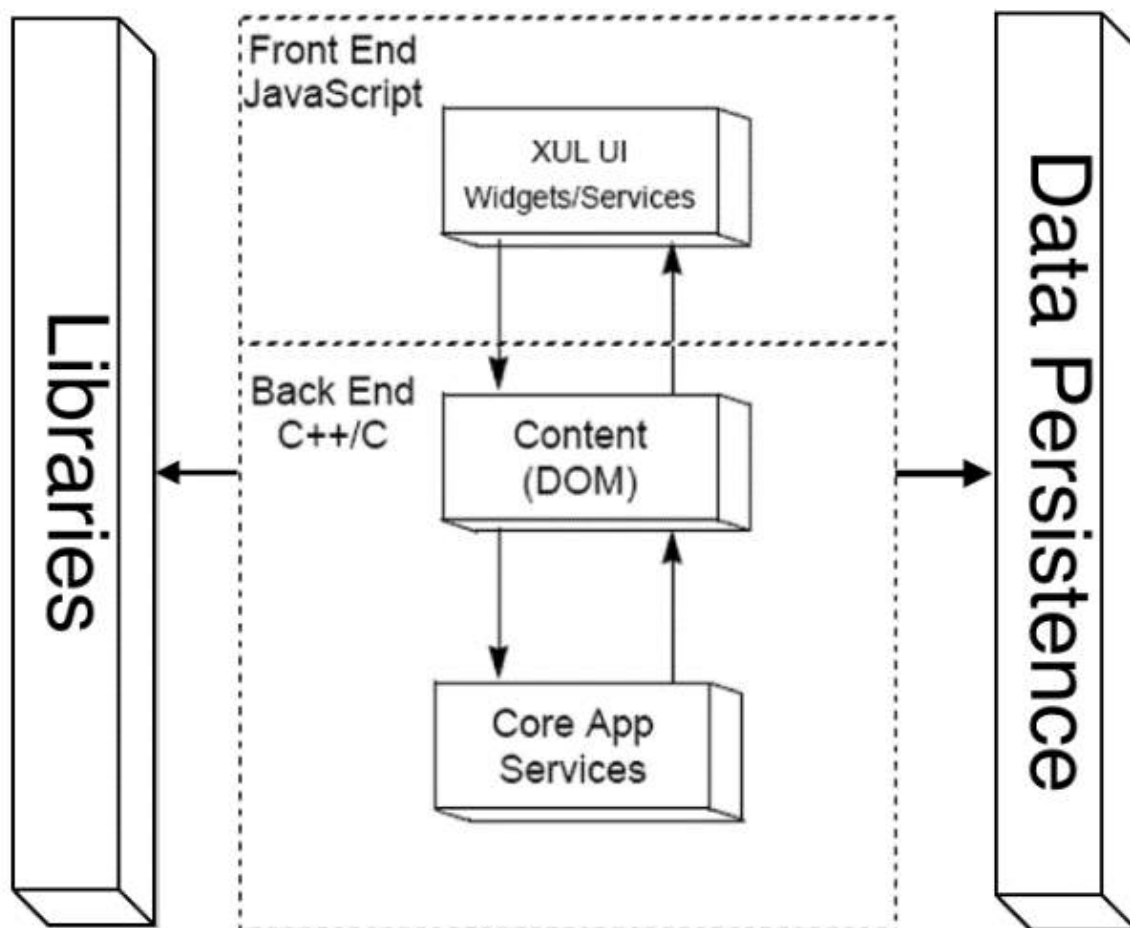 Libraries
Front End
JavaScript
XUL UI
Widgets/Services
Back End
C++/C
Content
(DOM)
Core App
Services
Data Persistence